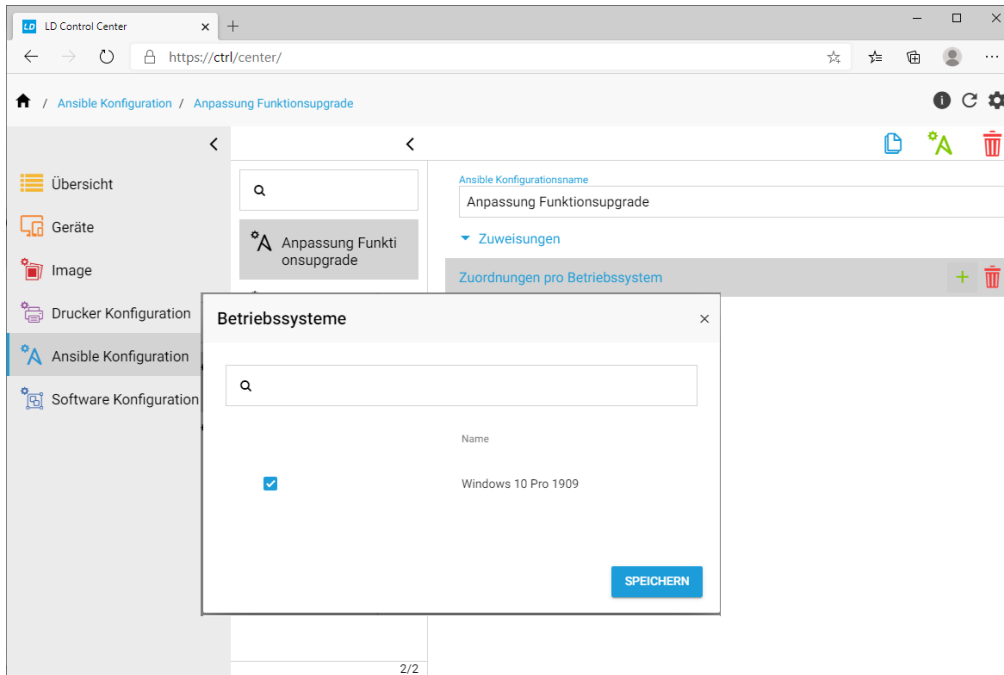 LD LD Control Center
https://ctrl/center/
/ Ansible Konfiguration / Anpassung Funktionsupgrade
Übersicht
Geräte
Image
Drucker Konfiguration
Ansible Konfiguration
Software Konfiguration
Anpassung Funkti
onsupgrade
2/2
Ansible Konfigurationsname
Anpassung Funktionsupgrade
Zuweisungen
Zuordnungen pro Betriebssystem
Betriebssysteme
Name
Windows 10 Pro 1909
SPEICHERN